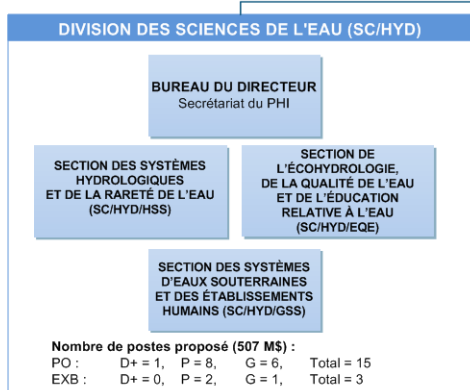 DIVISION DES SCIENCES DE L'EAU (SC/HYD)
BUREAU DU DIRECTEUR
Secrétariat du PHI
SECTION DES SYSTÈMES
HYDROLOGIQUES
ET DE LA RARETÉ DE L'EAU
(SC/HYD/HSS)
SECTION DE
L'ÉCOHYDROLOGIE,
DE LA QUALITÉ DE L'EAU
ET DE L'ÉDUCATION
RELATIVE À L'EAU
(SC/HYD/EQE)
SECTION DES SYSTÈMES
D'EAUX SOUTERRAINES
ET DES ÉTABLISSEMENTS
HUMAINS (SC/HYD/GSS)
Nombre de postes proposé (507 M$) :
PO : D+ = 1, P = 8, G = 6, Total = 15
EXB : D+ = 0, P = 2, G = 1, Total = 3